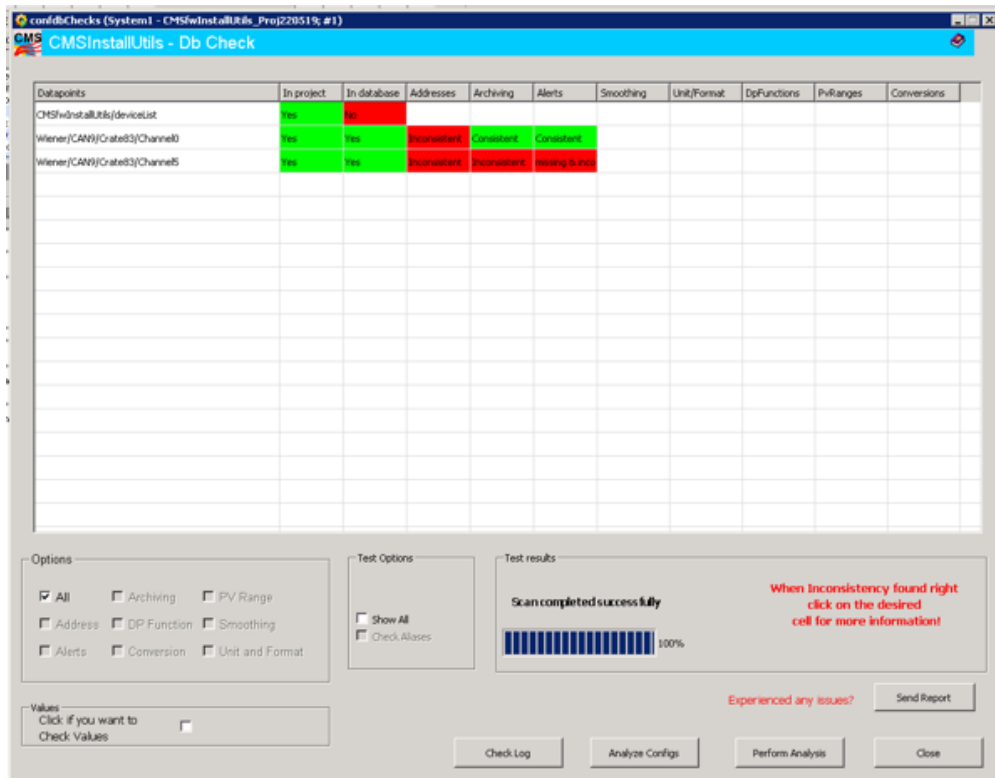 confdbChecks (System1 - CMSfwInstallUtils_Proj220519; #1)
CMS
CMSInstallUtils - Db Check
Datapoints In project In database Addresses Archiving Alerts Smoothing Unit/Format DpFunctions PvRanges Conversions
CMSfwInstallUtils/deviceList Yes No
Wiener/CAN9/Crate83/Channel0 Yes Yes Inconsistent Consistent Consistent
Wiener/CAN9/Crate83/Channel5 Yes Yes Inconsistent Inconsistent missing & inco
Options
All Archiving PV Range
Address DP Function Smoothing
Alerts Conversion Unit and Format
Test Options
Show All
Check Aliases
Test results
Scan completed successfully
100%
When Inconsistency found right
click on the desired
cell for more information!
Experienced any issues? Send Report
Values
Click if you want to
Check Values
Check Log Analyze Configs Perform Analysis Close